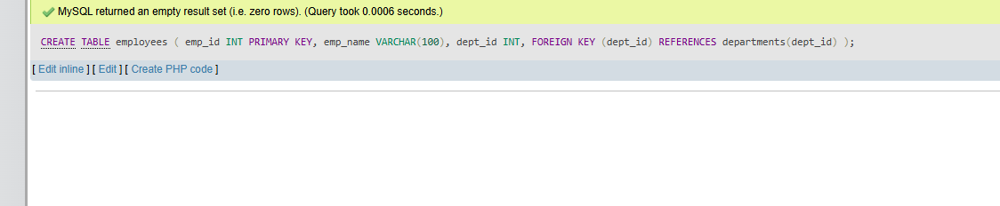 MySQL returned an empty result set (i.e. zero rows). (Query took 0.0006 seconds.)
CREATE TABLE employees ( emp_id INT PRIMARY KEY, emp_name VARCHAR(100), dept_id INT, FOREIGN KEY (dept_id) REFERENCES departments(dept_id) );
[ Edit inline ] [ Edit ] [ Create PHP code ]